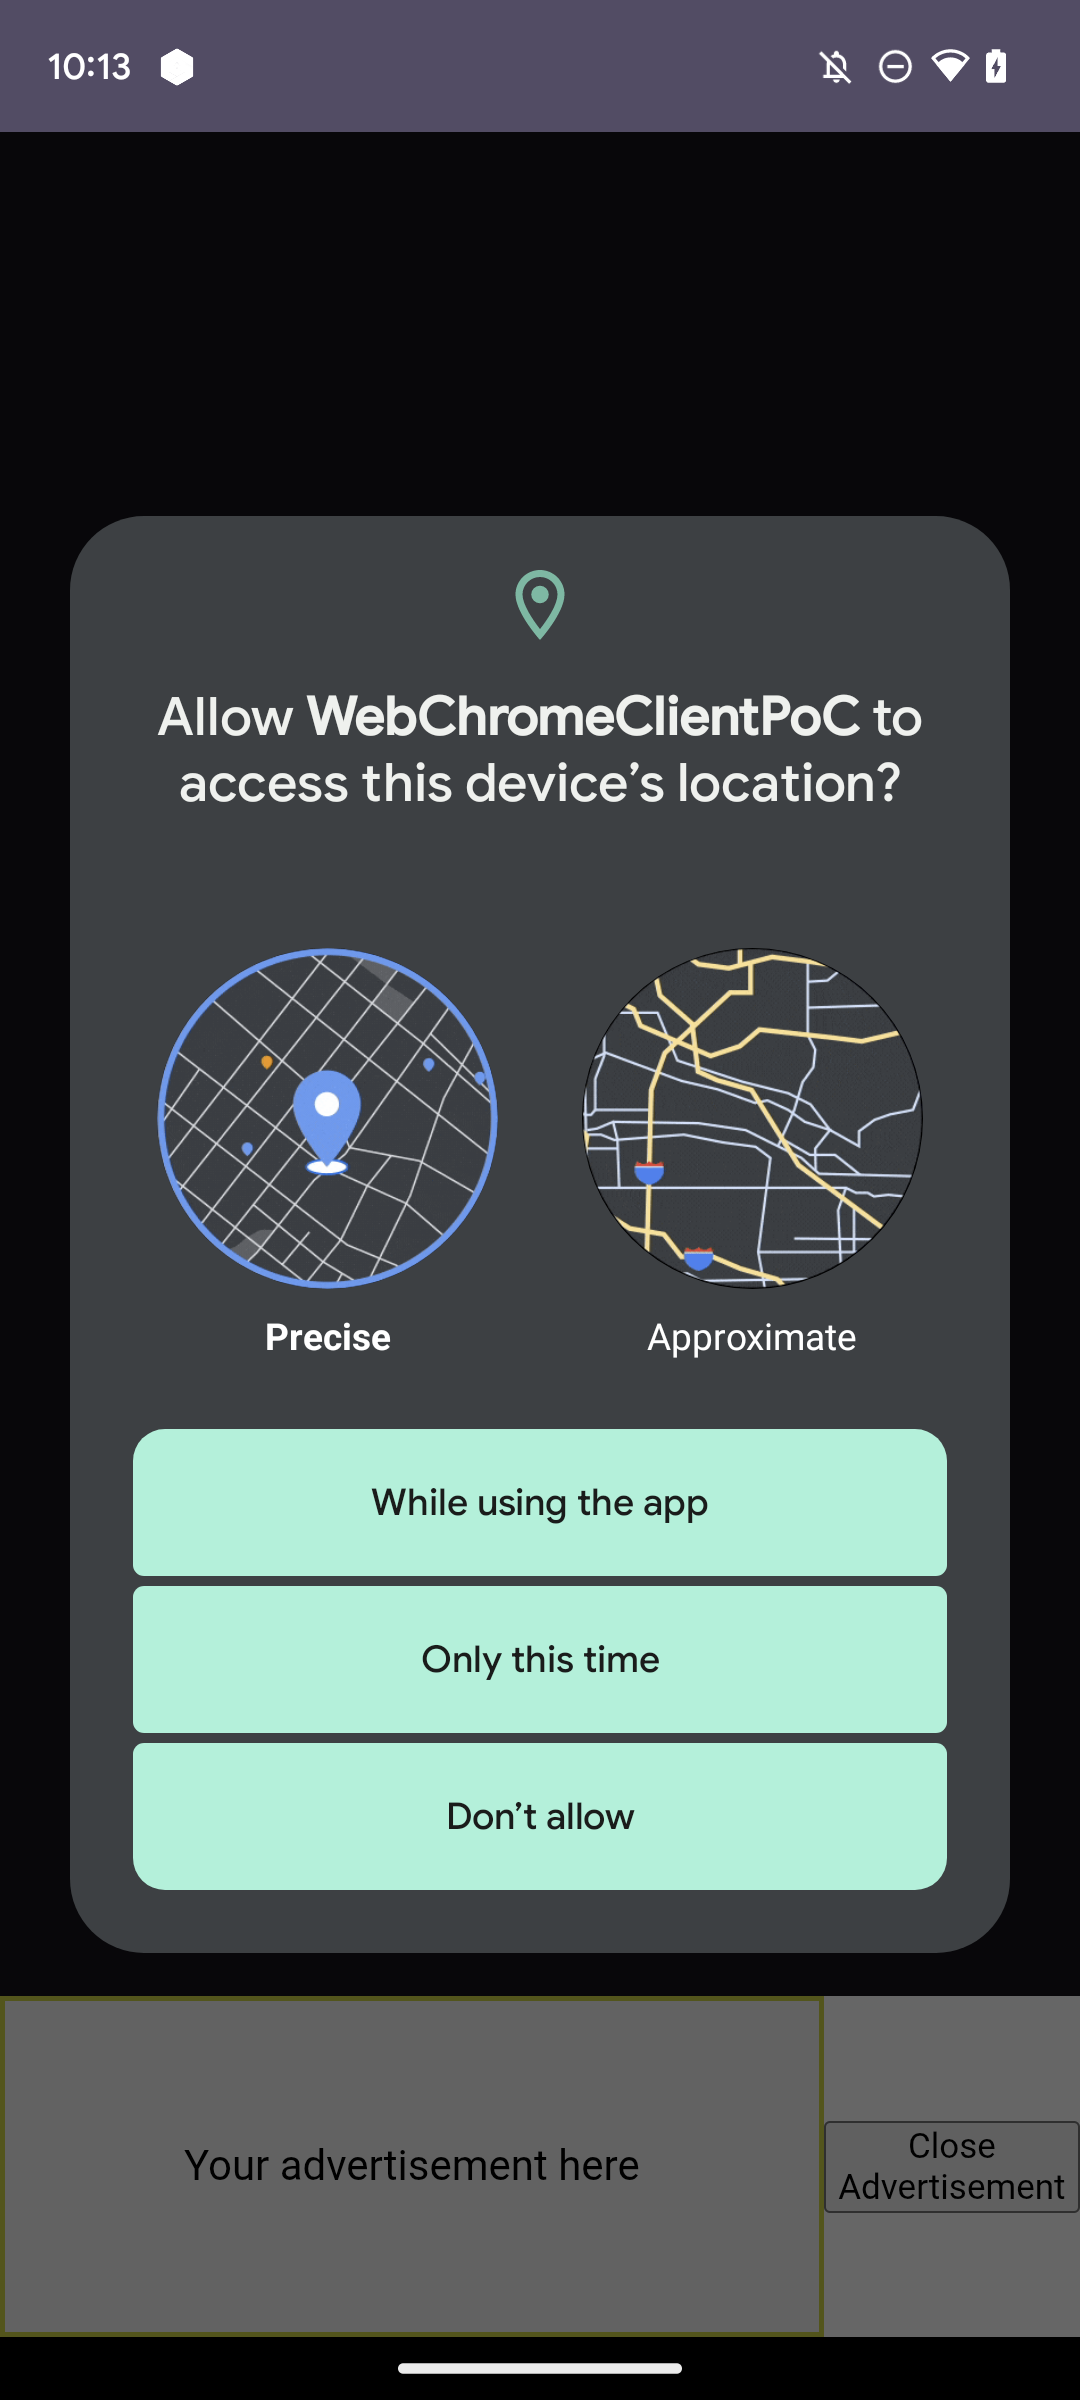 10:13
Allow WebChromeClientPoC to
access this device’s location?
Precise
Approximate
While using the app
Only this time
Don’t allow
Your advertisement here
Close
Advertisement